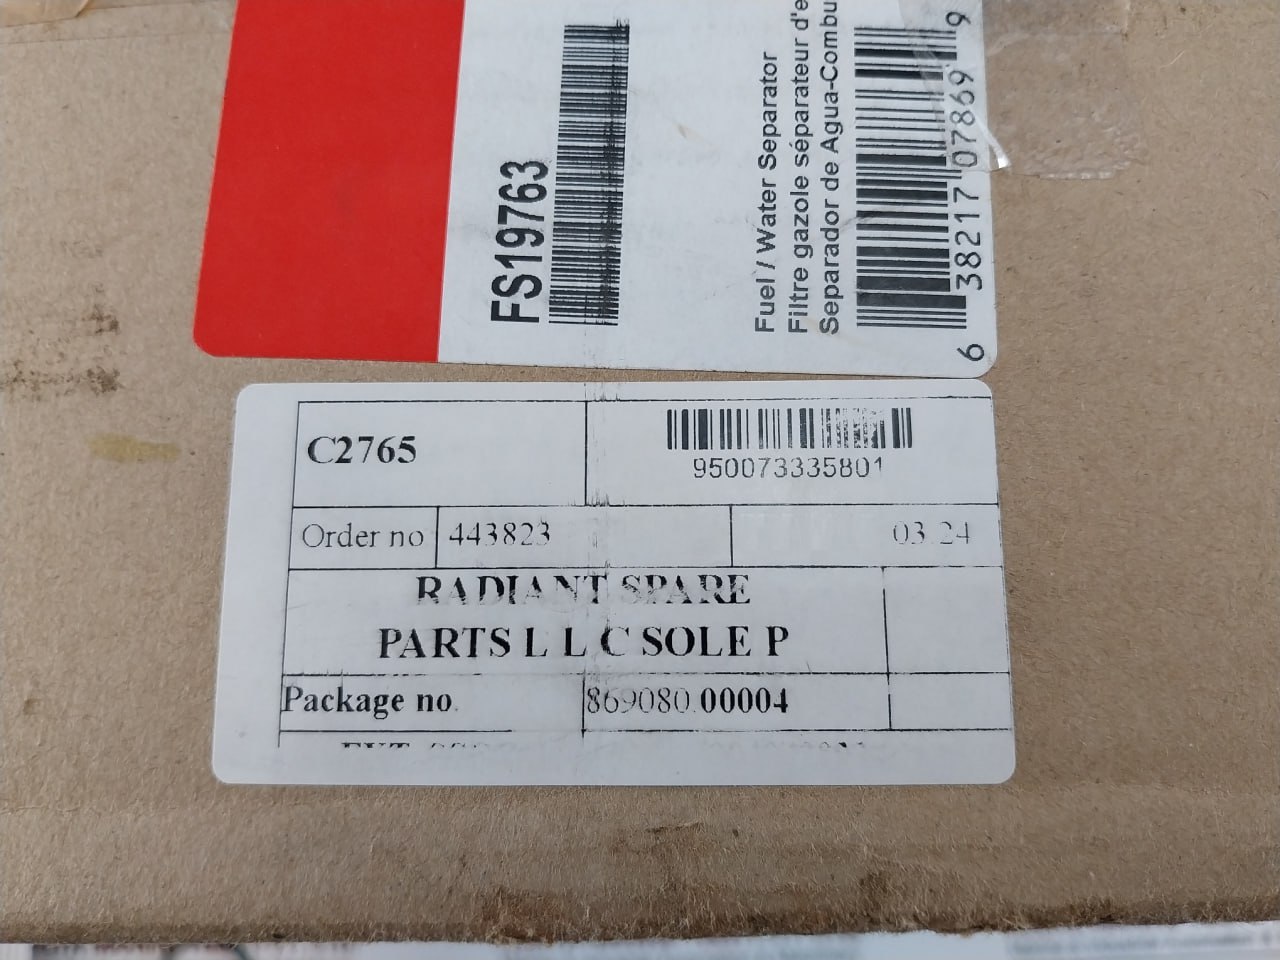 FS19763
Fuel / Water Separator
Filtre gazole séparateur d'e
Separador de Agua-Combu
6 38217 07869 9
C2765
950073335801
Order no 443823 03.24
RADIANT SPARE
PARTS L L C SOLE P
Package no. 869080.00004